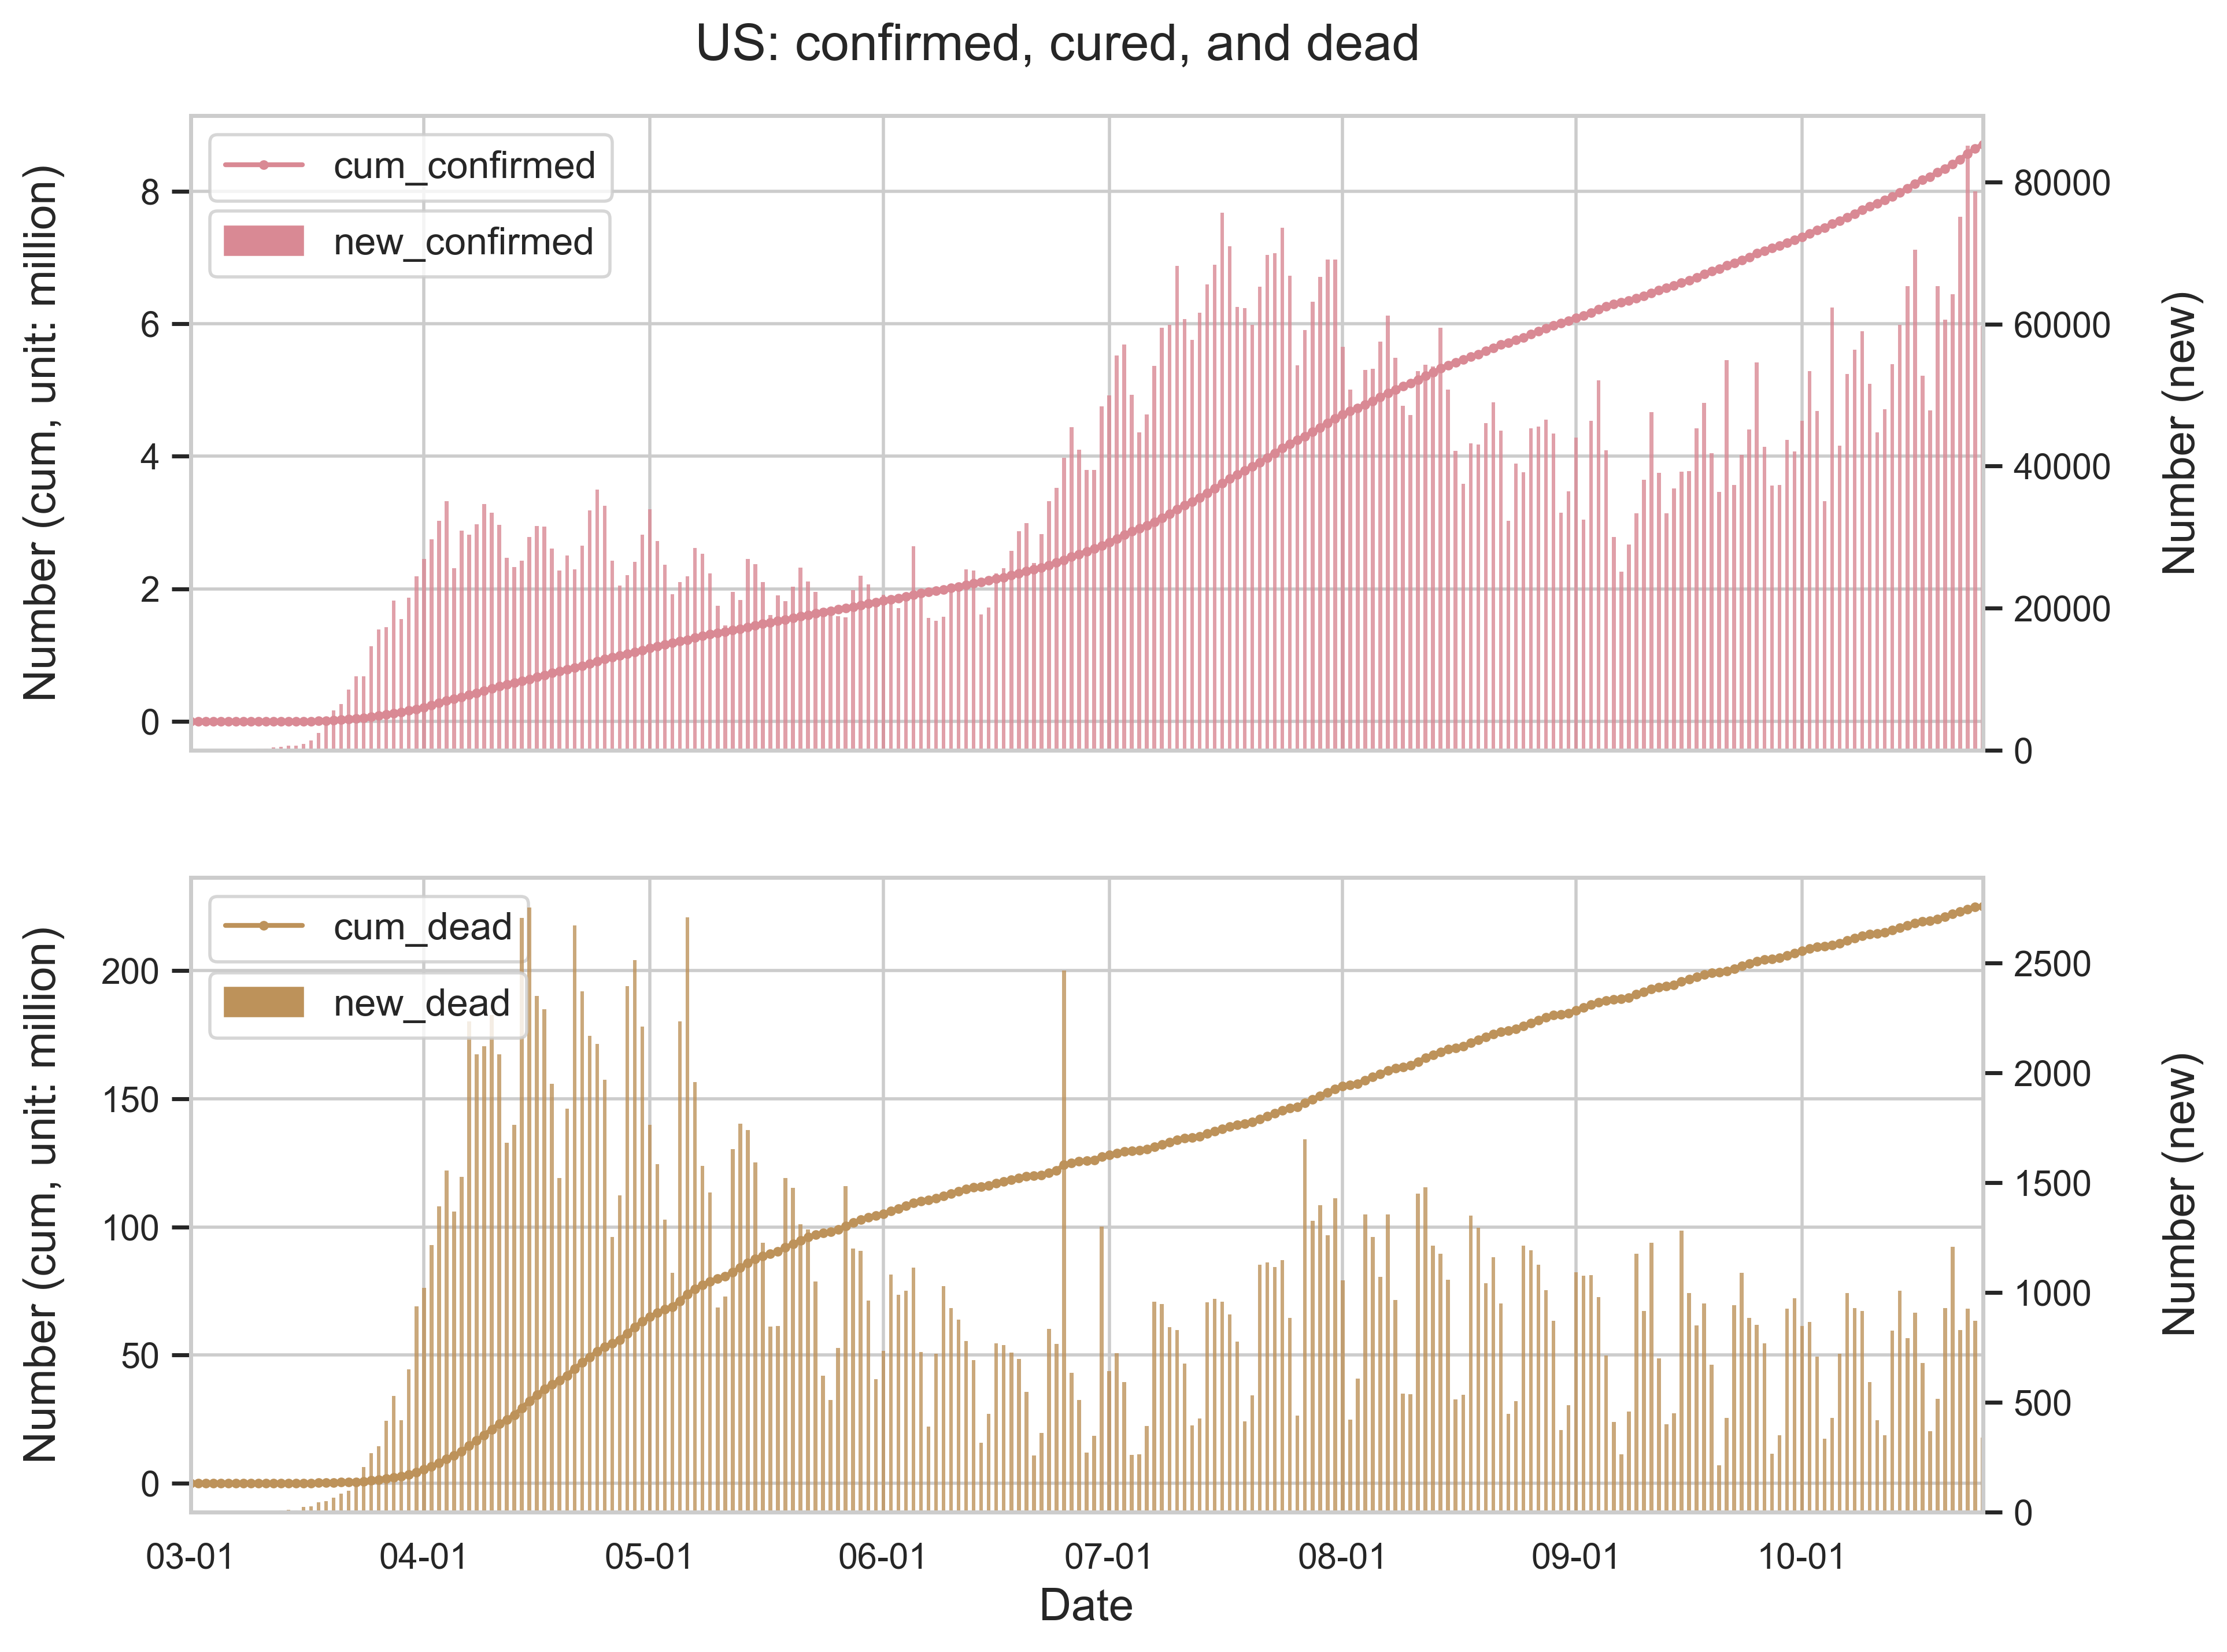 US: confirmed, cured, and dead
Number (cum, unit: million)
8
6
4
2
0
cum_confirmed
new_confirmed
80000
60000
40000
20000
0
Number (new)
Number (cum, unit: million)
200
150
100
50
0
cum_dead
new_dead
2500
2000
1500
1000
500
0
Number (new)
03-01 04-01 05-01 06-01 07-01 08-01 09-01 10-01
Date